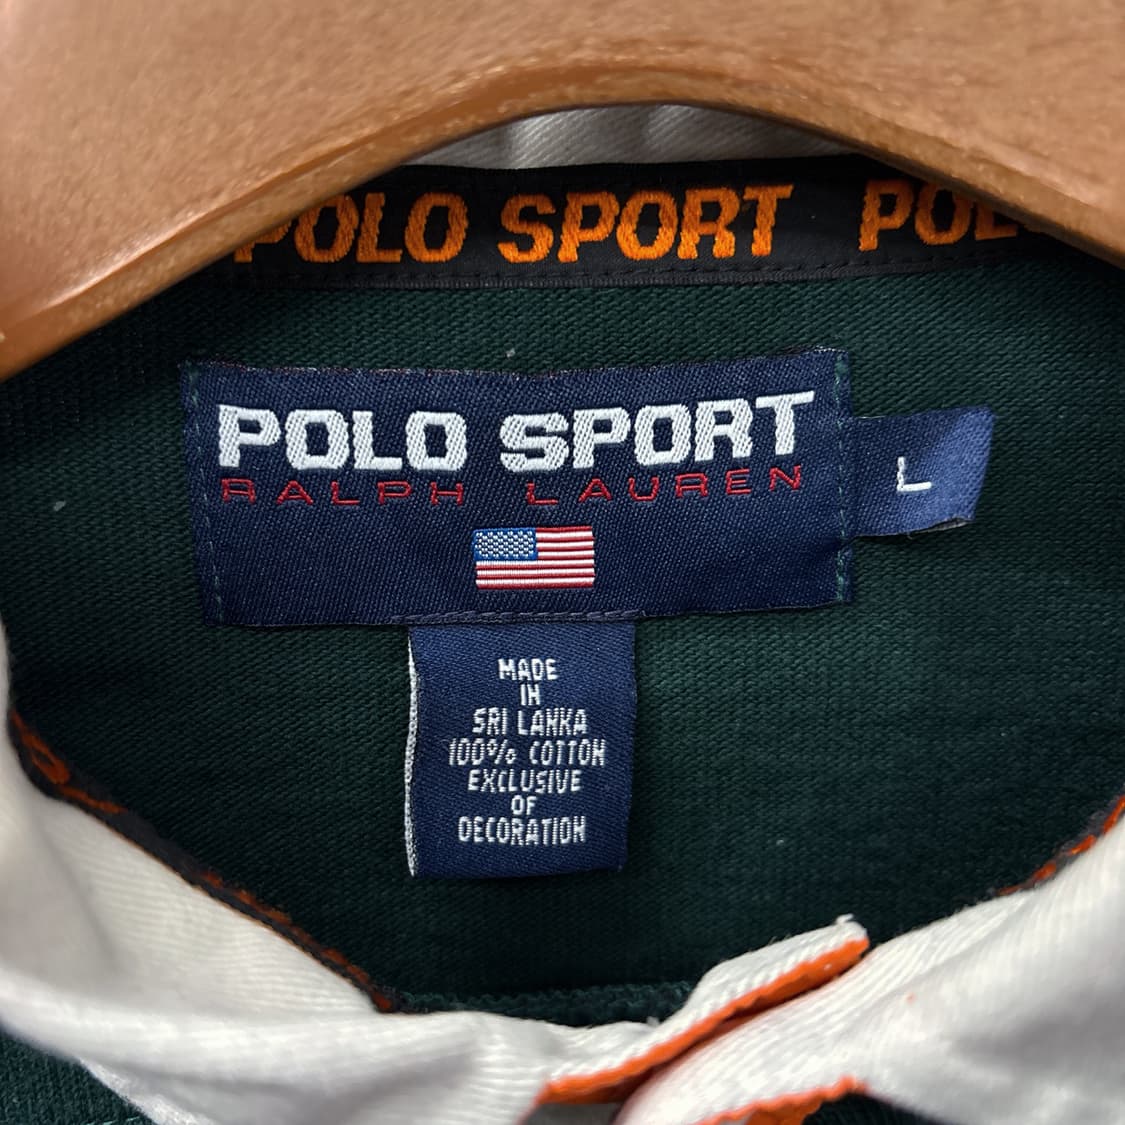 POLO SPORT POLO
POLO SPORT
RALPH LAUREN
L
MADE
IN
SRI LANKA
100% COTTON
EXCLUSIVE
OF
DECORATION